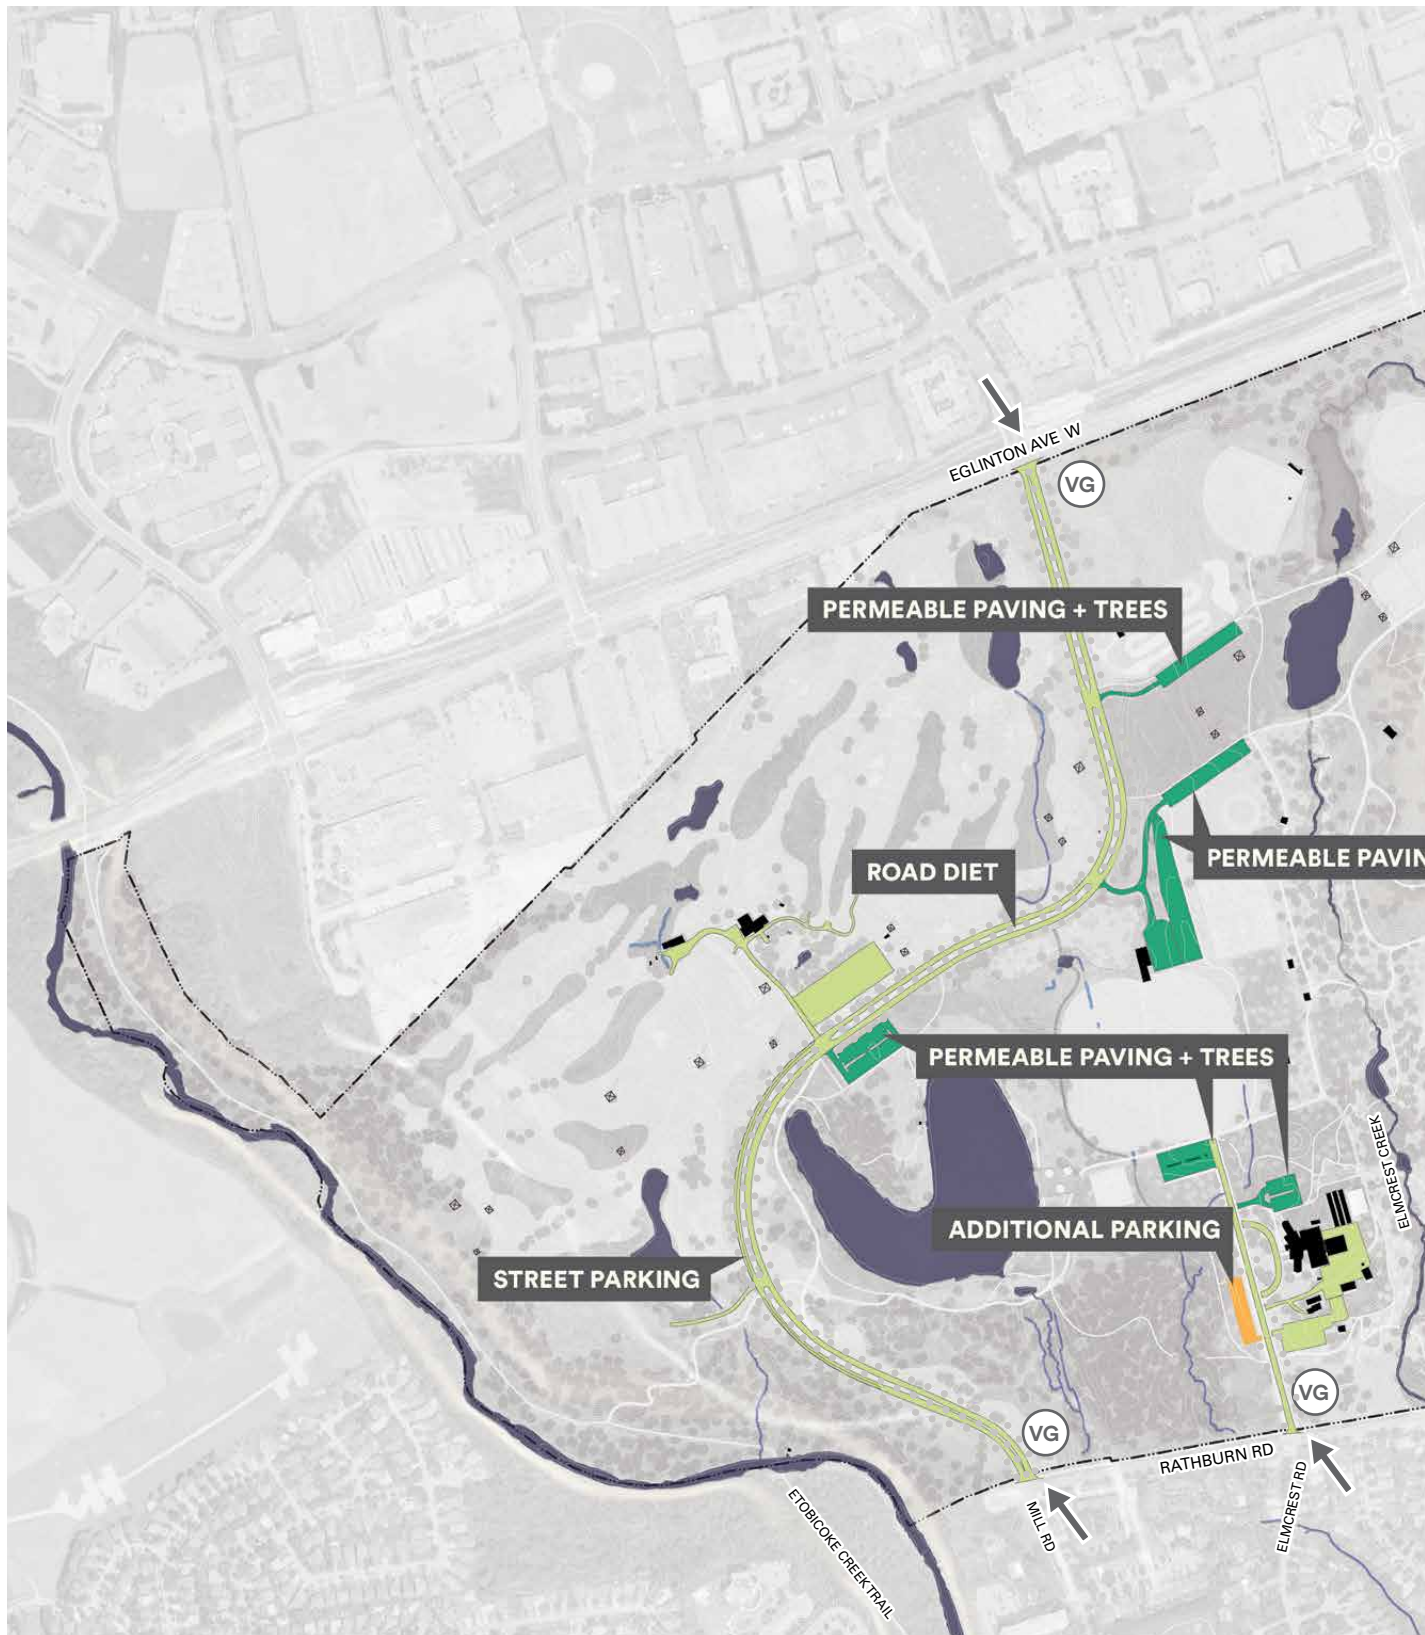 EGLINTON AVE W
VG
PERMEABLE PAVING + TREES
ROAD DIET
PERMEABLE PAVIN
PERMEABLE PAVING + TREES
ELMCREST CREEK
ADDITIONAL PARKING
STREET PARKING
VG
VG
RATHBURN RD
MILL RD
ELMCREST RD
ETOBICOKE CREEK TRAIL